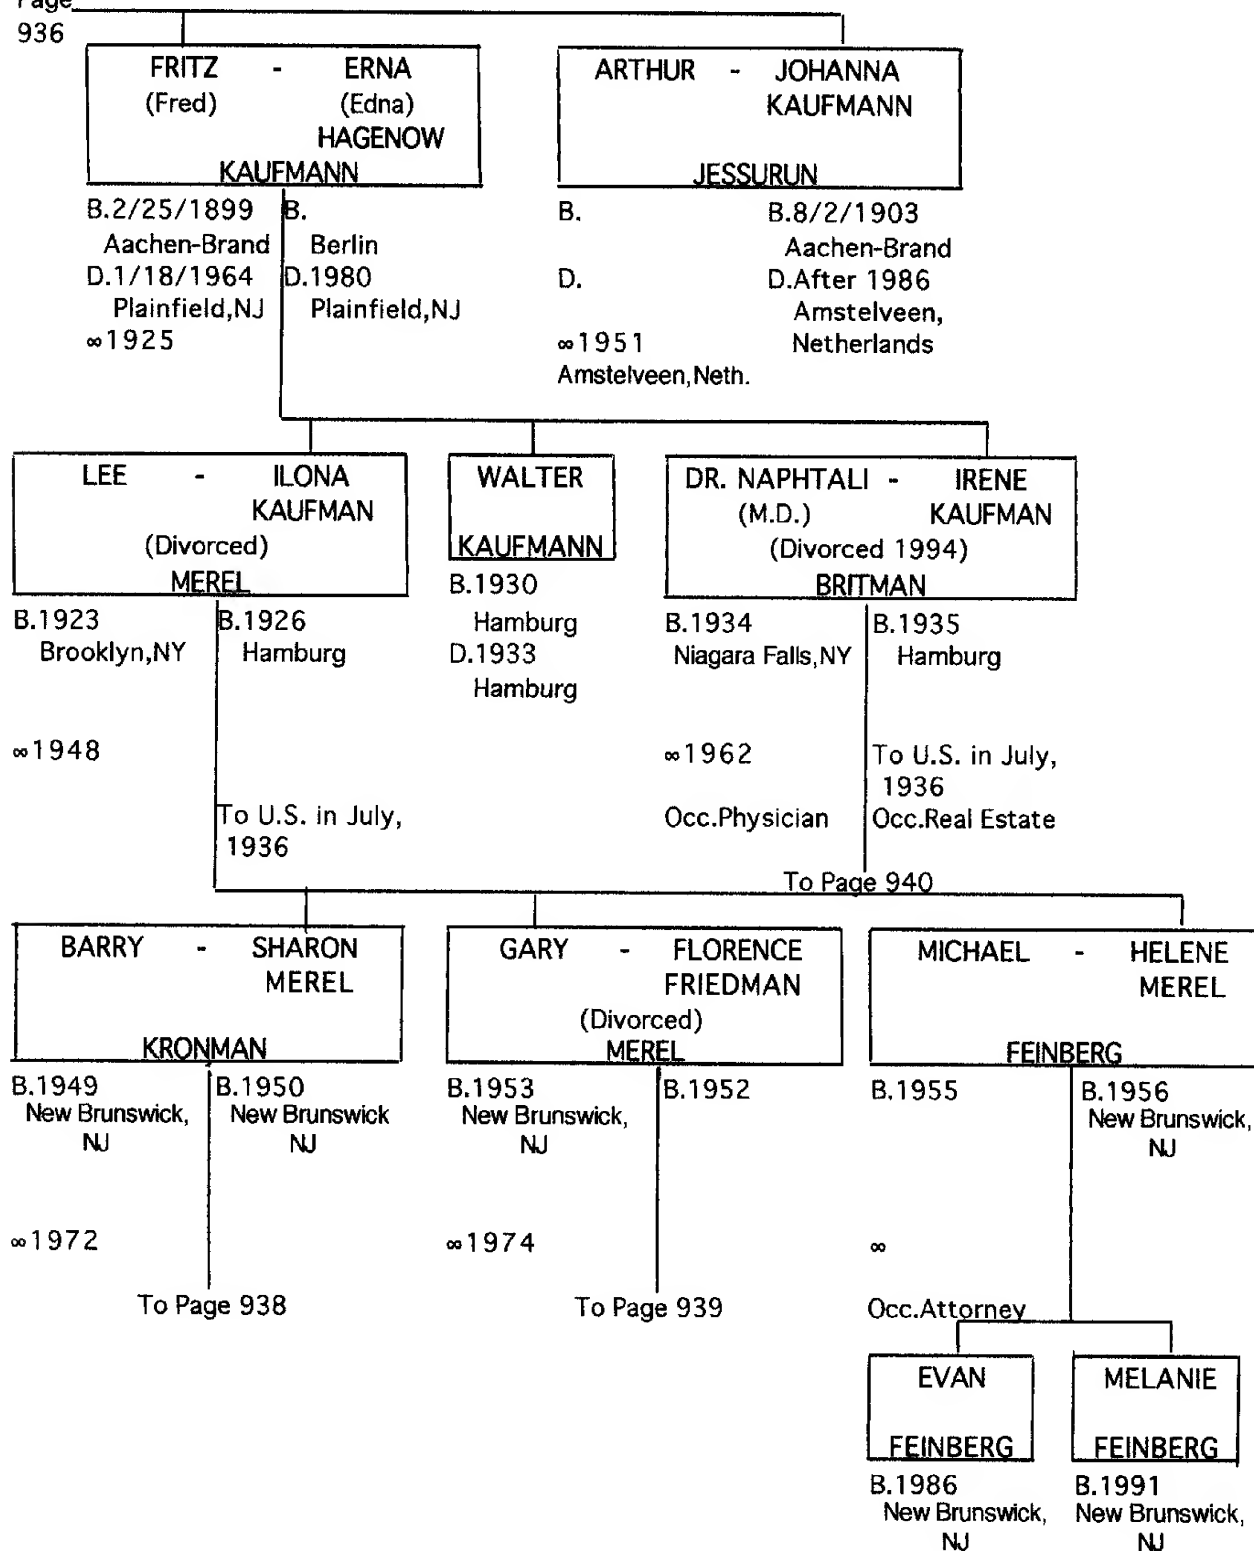 Page
936
FRITZ - ERNA
(Fred) (Edna)
HAGENOW
KAUFMANN
B.2/25/1899 B.
Aachen-Brand Berlin
D.1/18/1964 D.1980
Plainfield,NJ Plainfield,NJ
∞1925
ARTHUR - JOHANNA
KAUFMANN
JESSURUN
B. B.8/2/1903
Aachen-Brand
D. D.After 1986
Amstelveen,
∞1951 Netherlands
Amstelveen,Neth.
LEE - ILONA
KAUFMAN
(Divorced)
MEREL
B.1923 B.1926
Brooklyn,NY Hamburg
∞1948
To U.S. in July,
1936
WALTER
KAUFMANN
B.1930
Hamburg
D.1933
Hamburg
DR. NAPHTALI - IRENE
(M.D.) KAUFMAN
(Divorced 1994)
BRITMAN
B.1934 B.1935
Niagara Falls,NY Hamburg
∞1962 To U.S. in July,
1936
Occ.Physician Occ.Real Estate
To Page 940
BARRY - SHARON
MEREL
KRONMAN
B.1949 B.1950
New Brunswick, New Brunswick
NJ NJ
∞1972
To Page 938
GARY - FLORENCE
FRIEDMAN
(Divorced)
MEREL
B.1953 B.1952
New Brunswick,
NJ
∞1974
To Page 939
MICHAEL - HELENE
MEREL
FEINBERG
B.1955 B.1956
New Brunswick,
NJ
∞
Occ.Attorney
EVAN
FEINBERG
B.1986
New Brunswick,
NJ
MELANIE
FEINBERG
B.1991
New Brunswick,
NJ